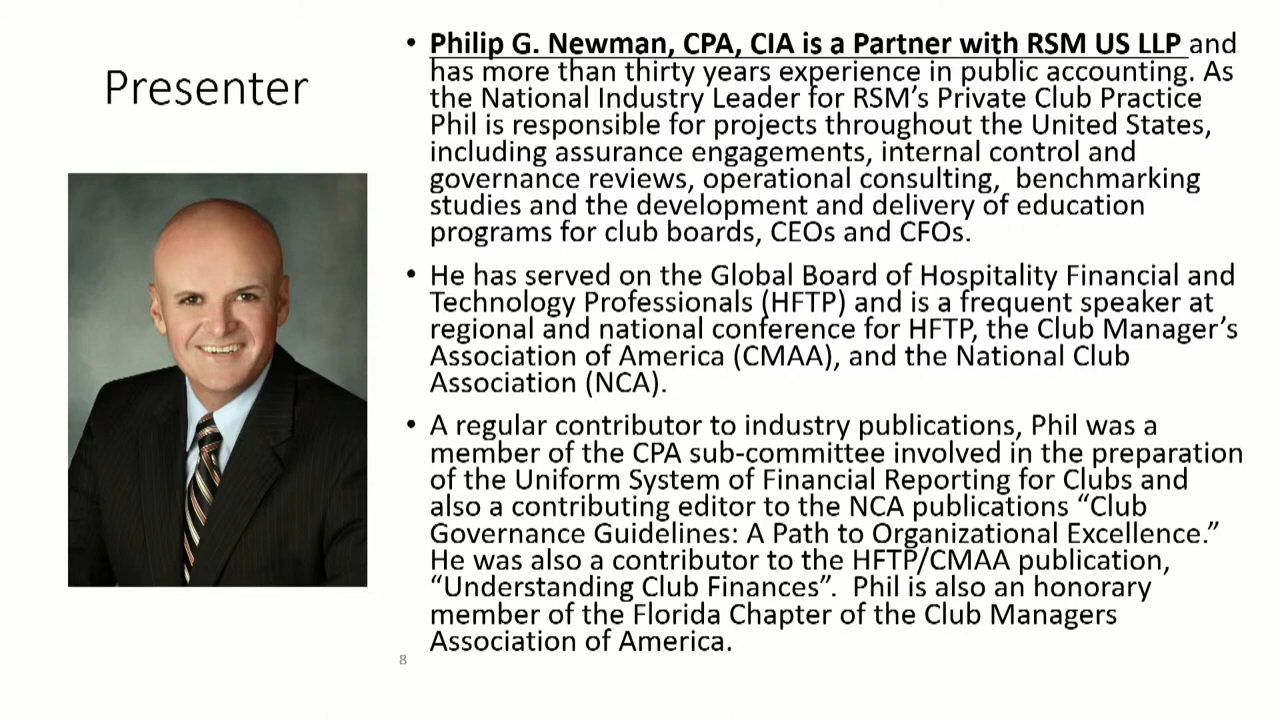 Presenter
• Philip G. Newman, CPA, CIA is a Partner with RSM US LLP and
has more than thirty years experience in public accounting. As
the National Industry Leader for RSM’s Private Club Practice
Phil is responsible for projects throughout the United States,
including assurance engagements, internal control and
governance reviews, operational consulting,  benchmarking
studies and the development and delivery of education
programs for club boards, CEOs and CFOs.
• He has served on the Global Board of Hospitality Financial and
Technology Professionals (HFTP) and is a frequent speaker at
regional and national conference for HFTP, the Club Manager’s
Association of America (CMAA), and the National Club
Association (NCA).
• A regular contributor to industry publications, Phil was a
member of the CPA sub-committee involved in the preparation
of the Uniform System of Financial Reporting for Clubs and
also a contributing editor to the NCA publications “Club
Governance Guidelines: A Path to Organizational Excellence.”
He was also a contributor to the HFTP/CMAA publication,
“Understanding Club Finances”.  Phil is also an honorary
member of the Florida Chapter of the Club Managers
Association of America.
8